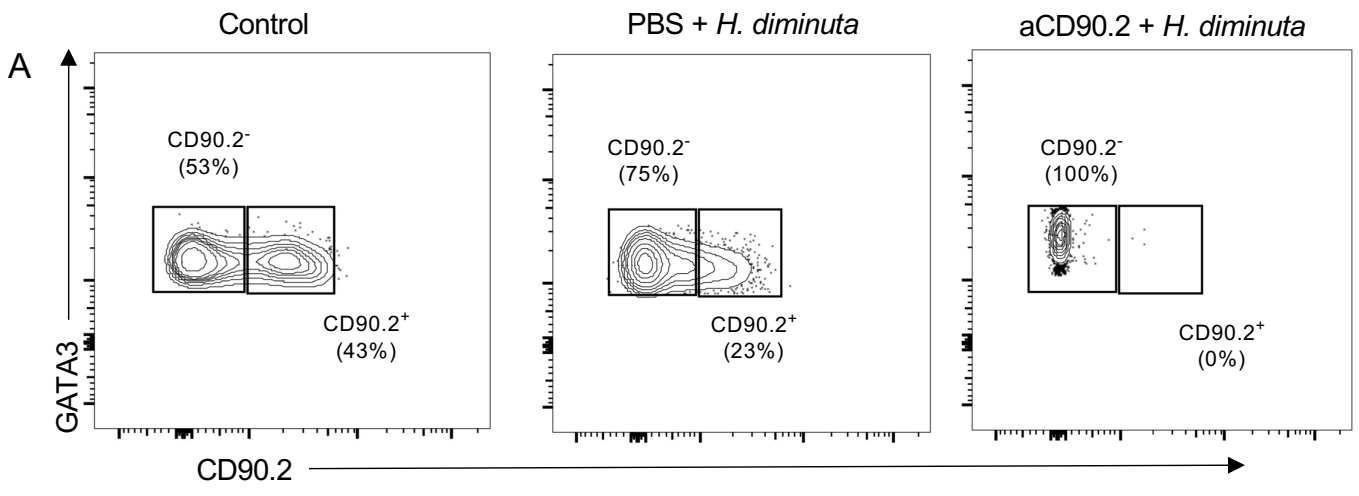 A
Control
PBS + H. diminuta
aCD90.2 + H. diminuta
CD90.2⁻
(53%)
CD90.2⁺
(43%)
CD90.2⁻
(75%)
CD90.2⁺
(23%)
CD90.2⁻
(100%)
CD90.2⁺
(0%)
GATA3
CD90.2